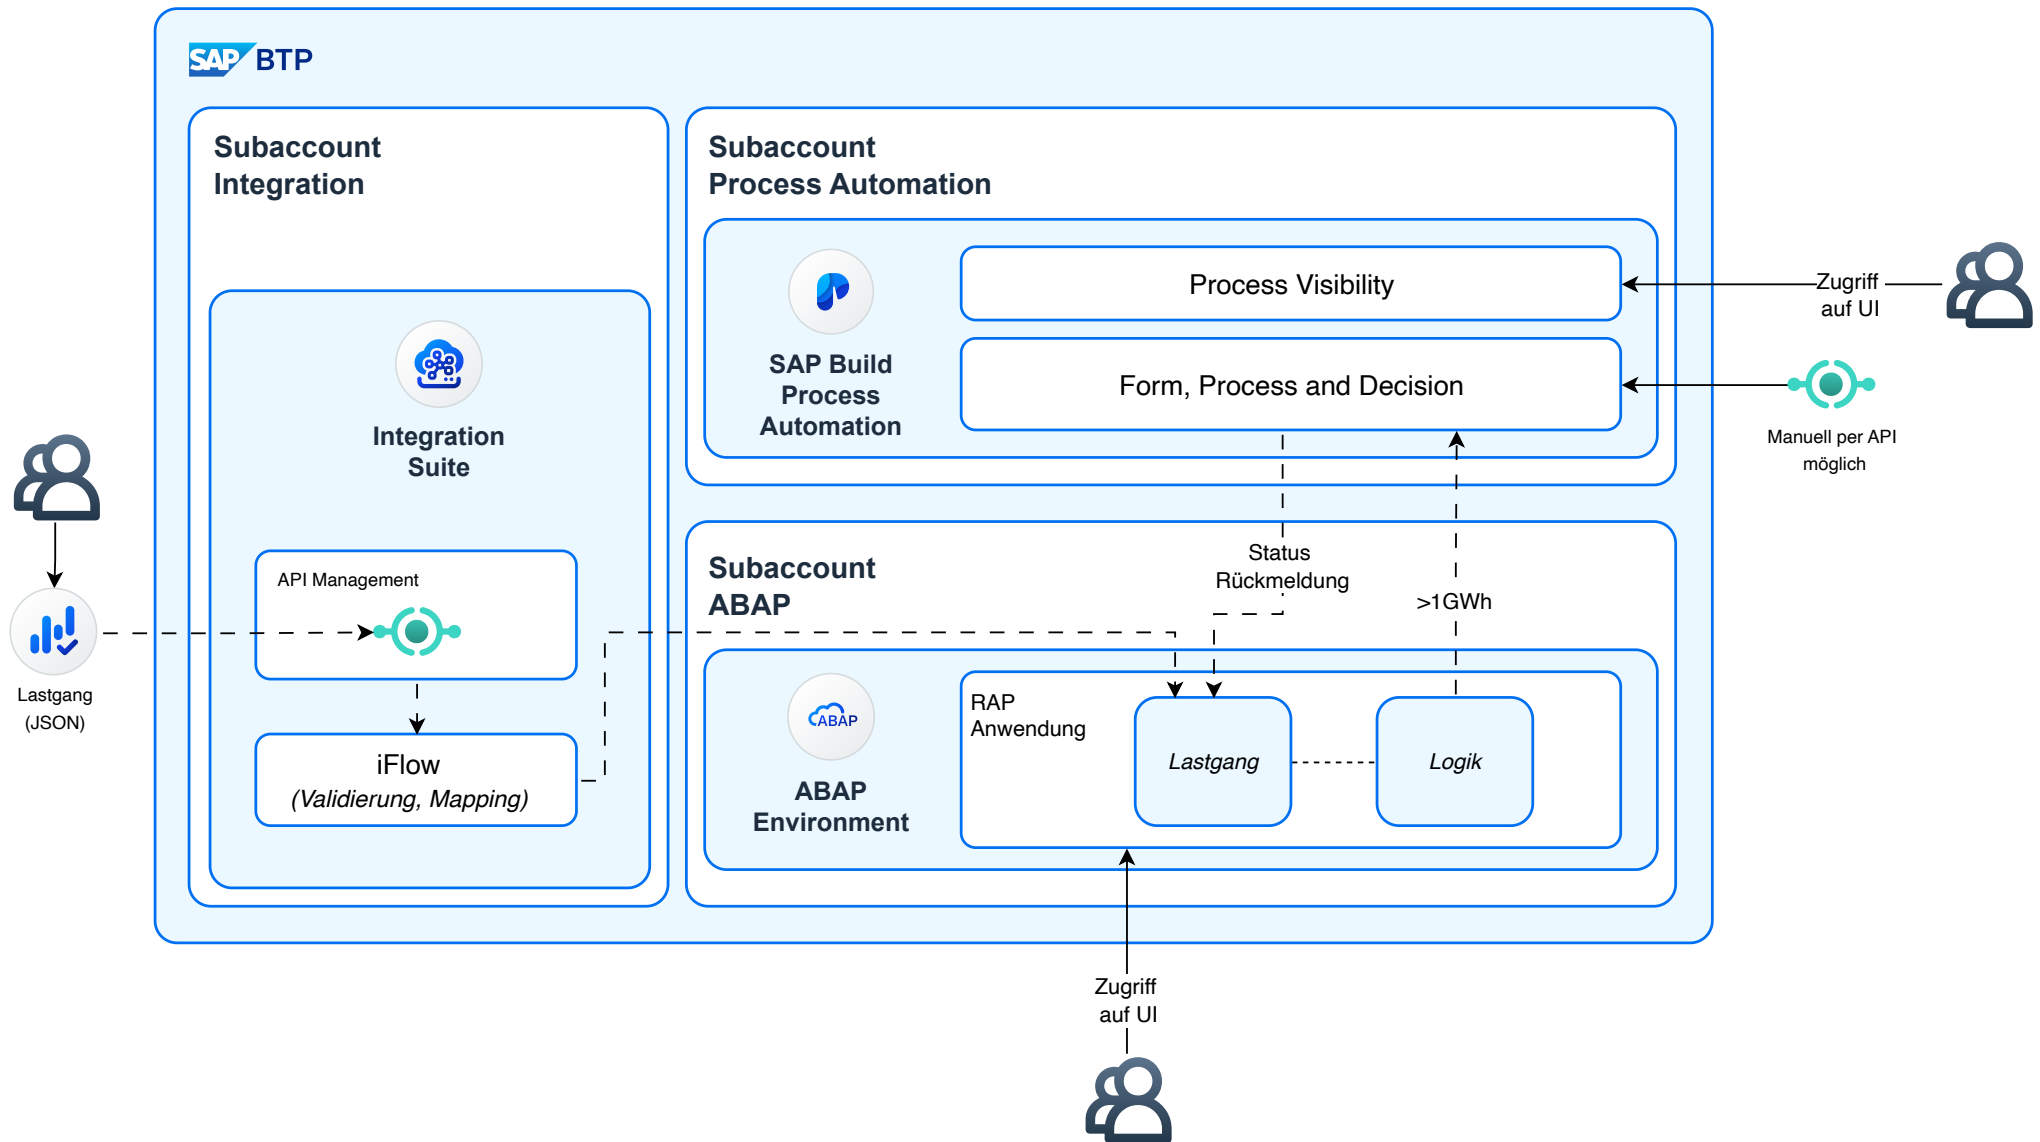 SAP BTP
Subaccount
Integration
Integration
Suite
API Management
iFlow
(Validierung, Mapping)
Lastgang
(JSON)
Subaccount
Process Automation
SAP Build
Process
Automation
Process Visibility
Form, Process and Decision
Zugriff
auf UI
Manuell per API
möglich
Status
Rückmeldung
>1GWh
Subaccount
ABAP
ABAP
ABAP
Environment
RAP
Anwendung
Lastgang
Logik
Zugriff
auf UI